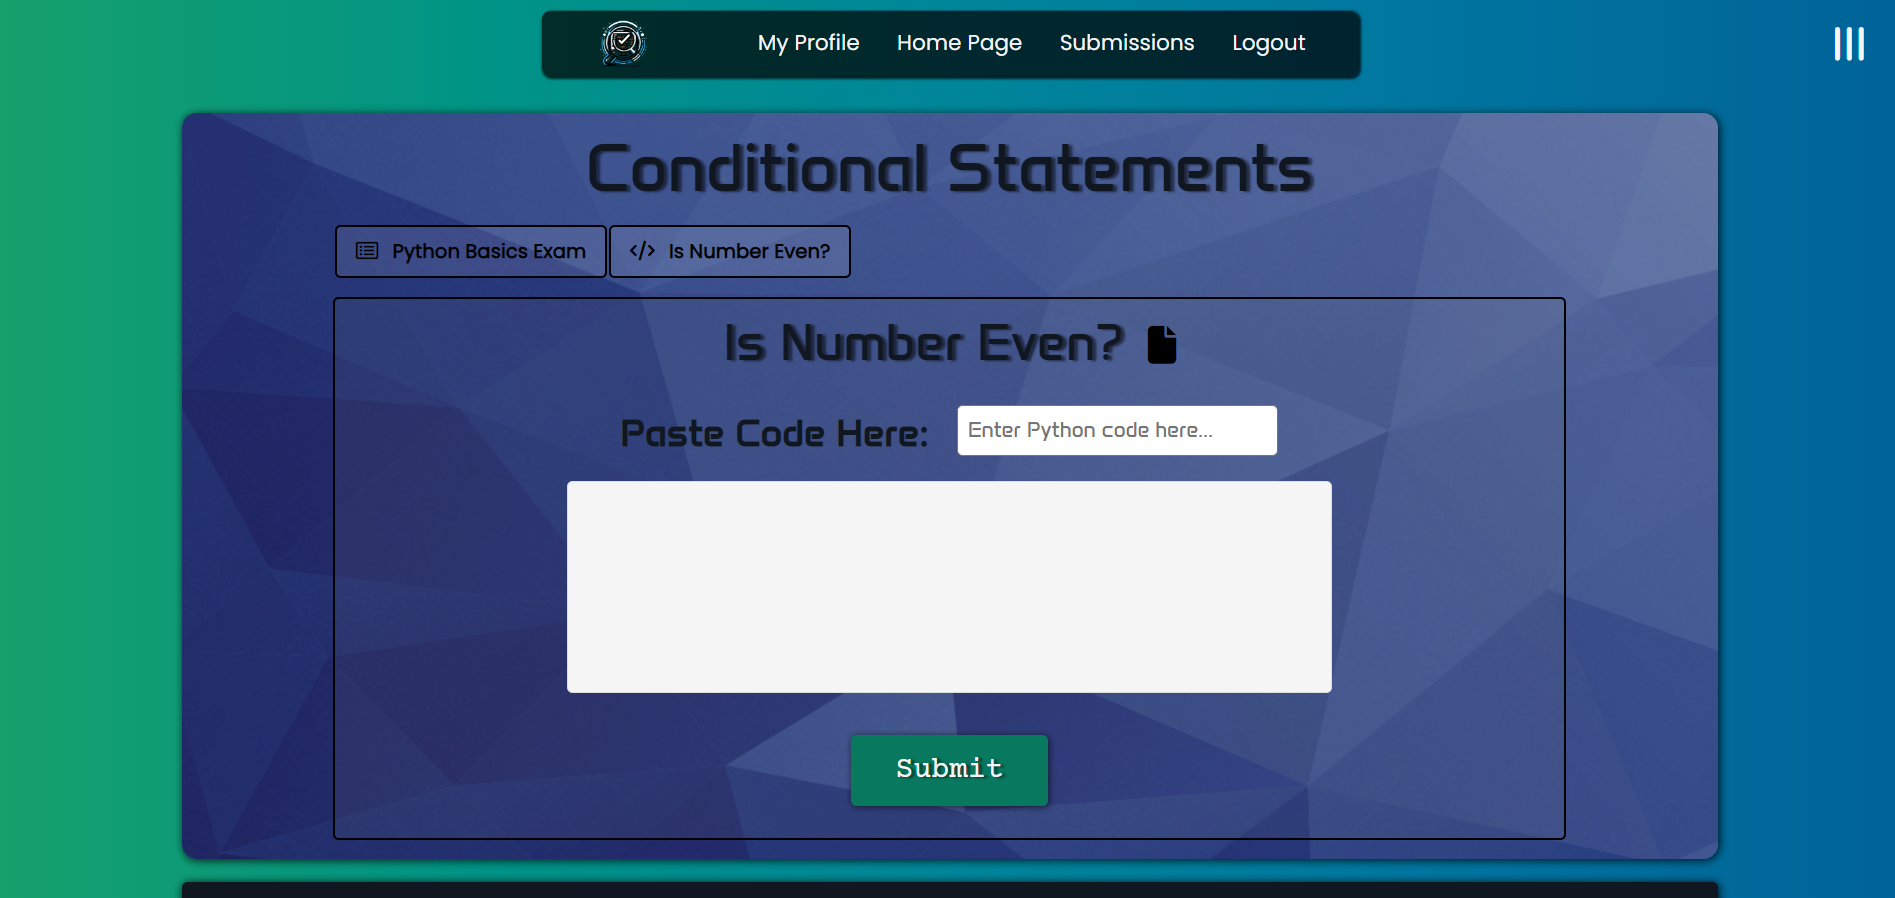 My Profile Home Page Submissions Logout
Conditional Statements
Python Basics Exam Is Number Even?
Is Number Even?
Paste Code Here: Enter Python code here...
Submit